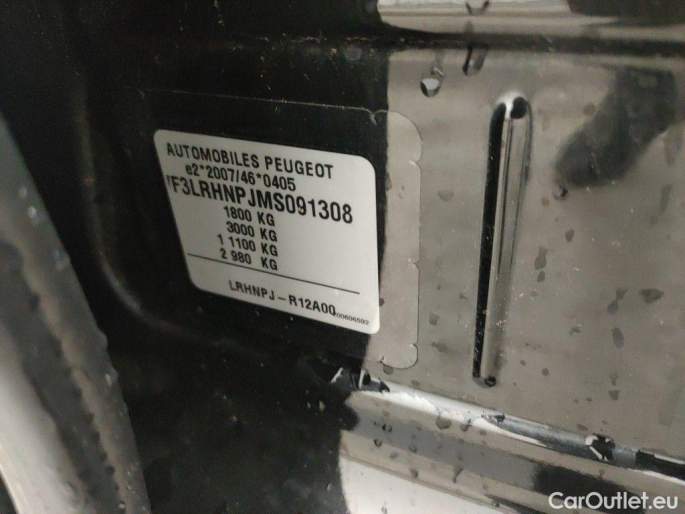 AUTOMOBILES PEUGEOT
e2*2007/46*0405
VF3LRHNPJMS091308
1800 KG
3000 KG
1 1100 KG
2 980 KG
LRHNPJ-R12A00
CarOutlet.eu